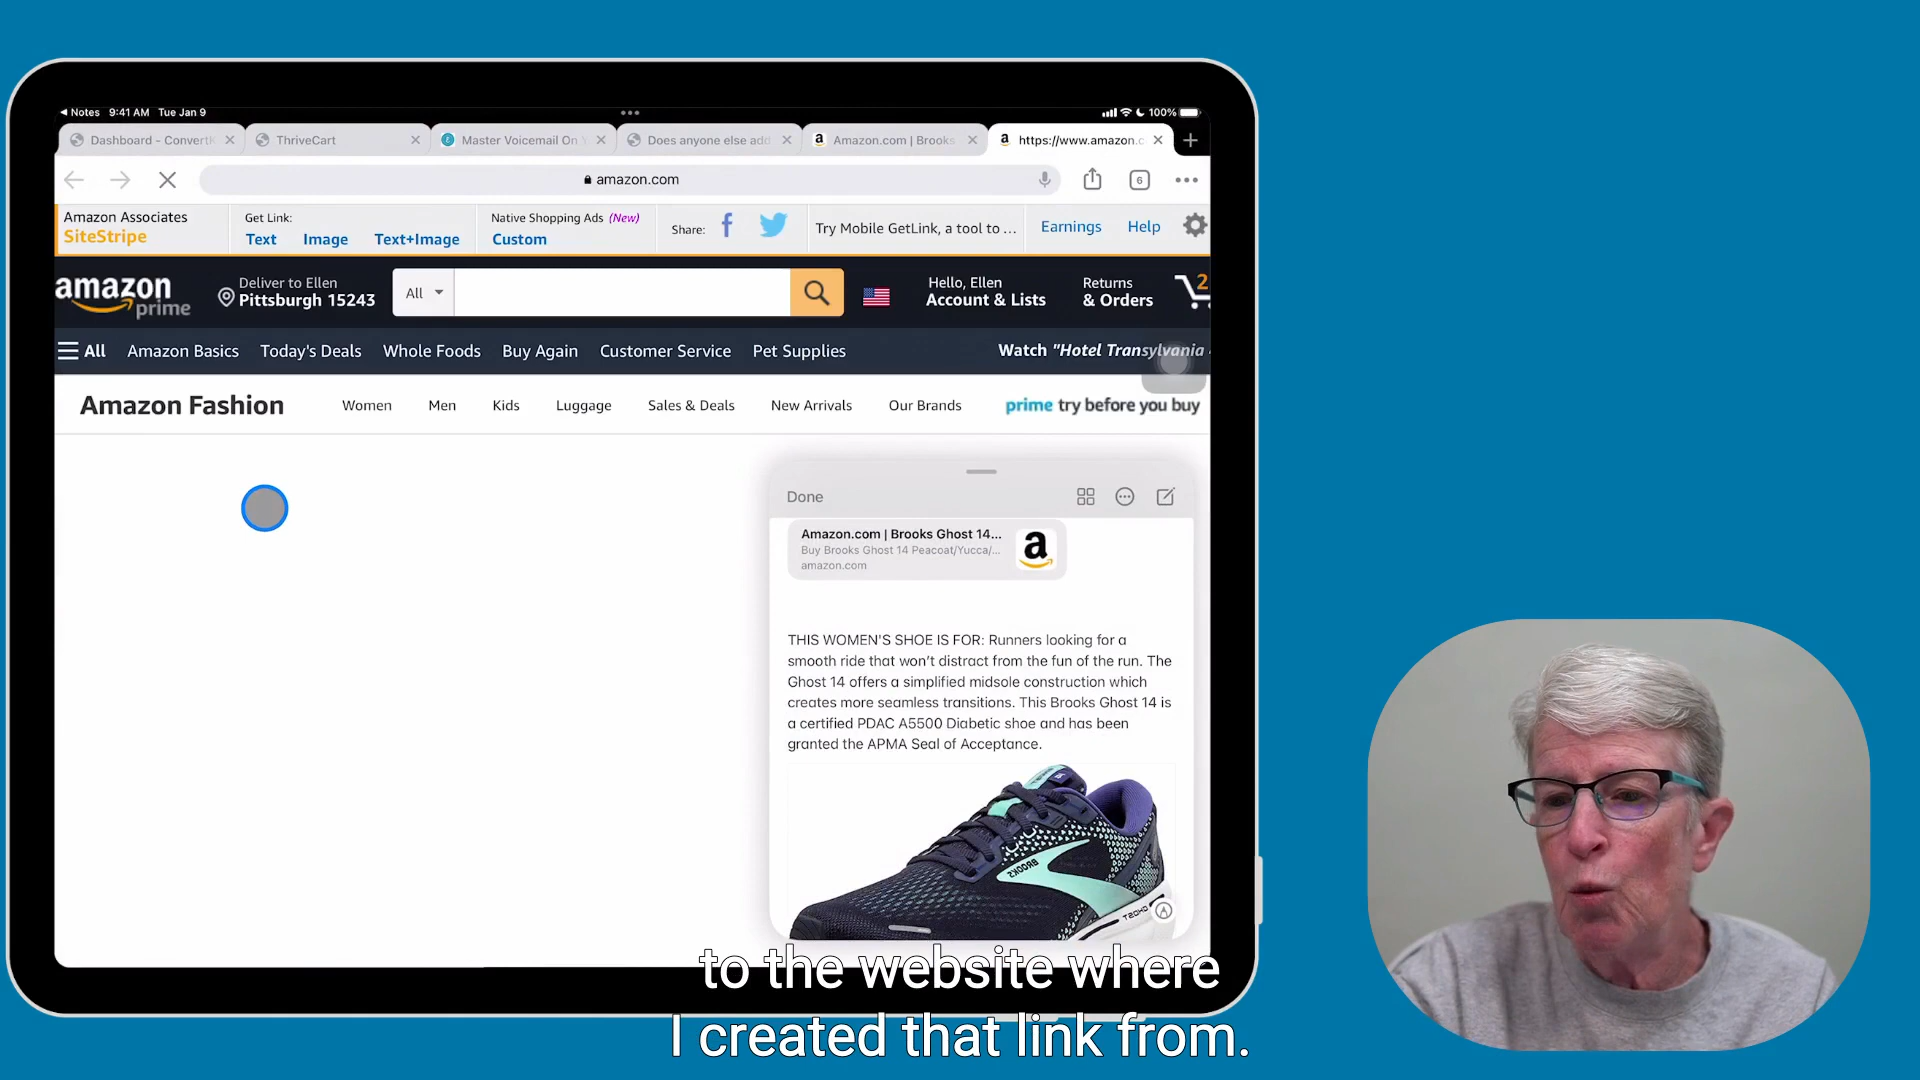 Notes 9:41 AM Tue Jan 9
100%
Dashboard - ConvertK
ThriveCart
Master Voicemail On
Does anyone else add
Amazon.com | Brooks
https://www.amazon.c
amazon.com
6
Amazon Associates
SiteStripe
Get Link:
Text Image Text+Image
Native Shopping Ads (New)
Custom
Share:
Try Mobile GetLink, a tool to ...
Earnings
Help
amazon
prime
Deliver to Ellen
Pittsburgh 15243
All
Hello, Ellen
Account & Lists
Returns
& Orders
2
All Amazon Basics Today's Deals Whole Foods Buy Again Customer Service Pet Supplies Watch "Hotel Transylvania
Amazon Fashion Women Men Kids Luggage Sales & Deals New Arrivals Our Brands prime try before you buy
Done
Amazon.com | Brooks Ghost 14...
Buy Brooks Ghost 14 Peacoat/Yucca/...
amazon.com
THIS WOMEN'S SHOE IS FOR: Runners looking for a
smooth ride that won't distract from the fun of the run. The
Ghost 14 offers a simplified midsole construction which
creates more seamless transitions. This Brooks Ghost 14 is
a certified PDAC A5500 Diabetic shoe and has been
granted the APMA Seal of Acceptance.
BROOKS
GHOST
to the website where
I created that link from.